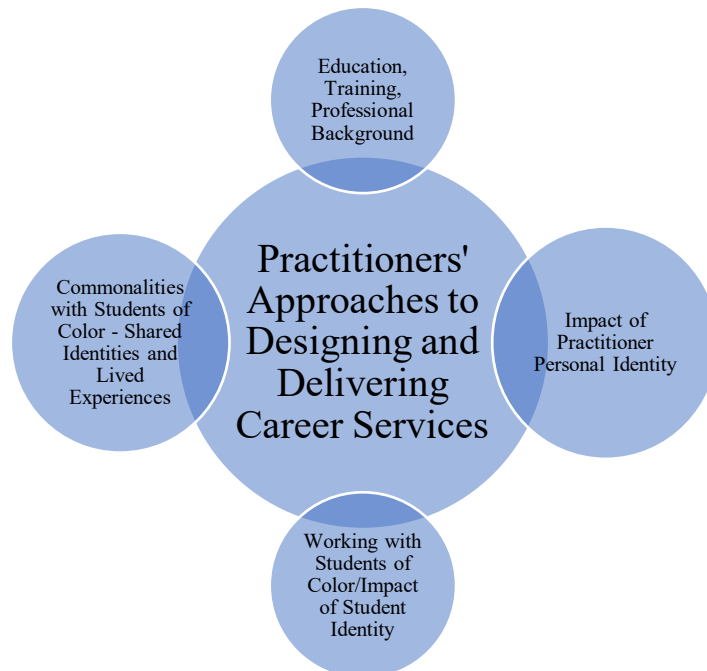 Education,
Training,
Professional
Background
Practitioners'
Approaches to
Designing and
Delivering
Career Services
Commonalities
with Students of
Color - Shared
Identities and
Lived
Experiences
Impact of
Practitioner
Personal Identity
Working with
Students of
Color/Impact
of Student
Identity